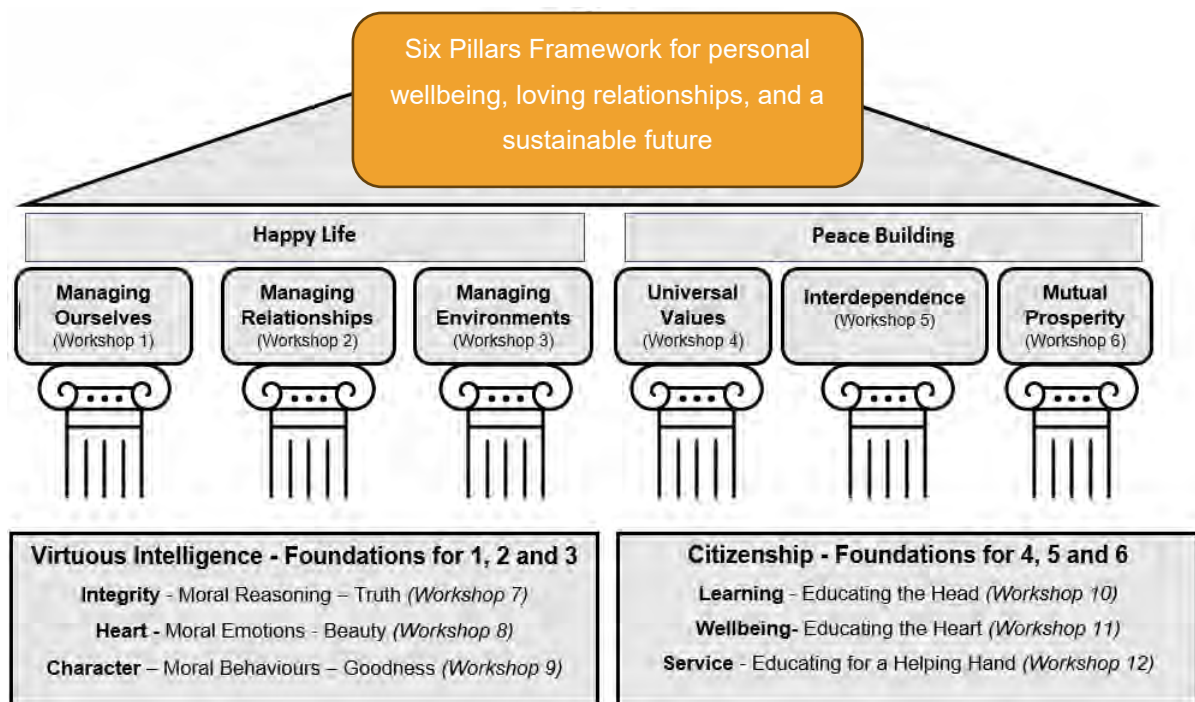 Six Pillars Framework for personal
wellbeing, loving relationships, and a
sustainable future
Happy Life
Peace Building
Managing
Ourselves
(Workshop 1)
Managing
Relationships
(Workshop 2)
Managing
Environments
(Workshop 3)
Universal
Values
(Workshop 4)
Interdependence
(Workshop 5)
Mutual
Prosperity
(Workshop 6)
Virtuous Intelligence - Foundations for 1, 2 and 3
Integrity - Moral Reasoning – Truth (Workshop 7)
Heart - Moral Emotions - Beauty (Workshop 8)
Character – Moral Behaviours – Goodness (Workshop 9)
Citizenship - Foundations for 4, 5 and 6
Learning - Educating the Head (Workshop 10)
Wellbeing- Educating the Heart (Workshop 11)
Service - Educating for a Helping Hand (Workshop 12)